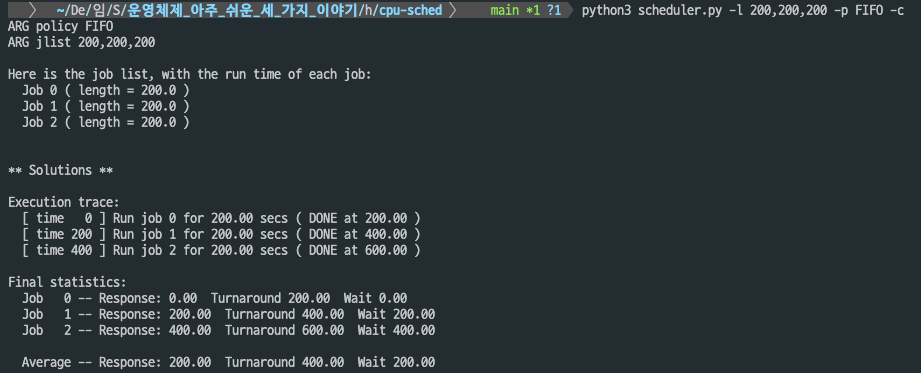 ~/De/임/S/운영체제_아주_쉬운_세_가지_이야기/h/cpu-sched main *1 ?1 python3 scheduler.py -l 200,200,200 -p FIFO -c
ARG policy FIFO
ARG jlist 200,200,200
Here is the job list, with the run time of each job:
Job 0 ( length = 200.0 )
Job 1 ( length = 200.0 )
Job 2 ( length = 200.0 )
** Solutions **
Execution trace:
[ time   0 ] Run job 0 for 200.00 secs ( DONE at 200.00 )
[ time 200 ] Run job 1 for 200.00 secs ( DONE at 400.00 )
[ time 400 ] Run job 2 for 200.00 secs ( DONE at 600.00 )
Final statistics:
Job   0 -- Response: 0.00  Turnaround 200.00  Wait 0.00
Job   1 -- Response: 200.00  Turnaround 400.00  Wait 200.00
Job   2 -- Response: 400.00  Turnaround 600.00  Wait 400.00
Average -- Response: 200.00  Turnaround 400.00  Wait 200.00